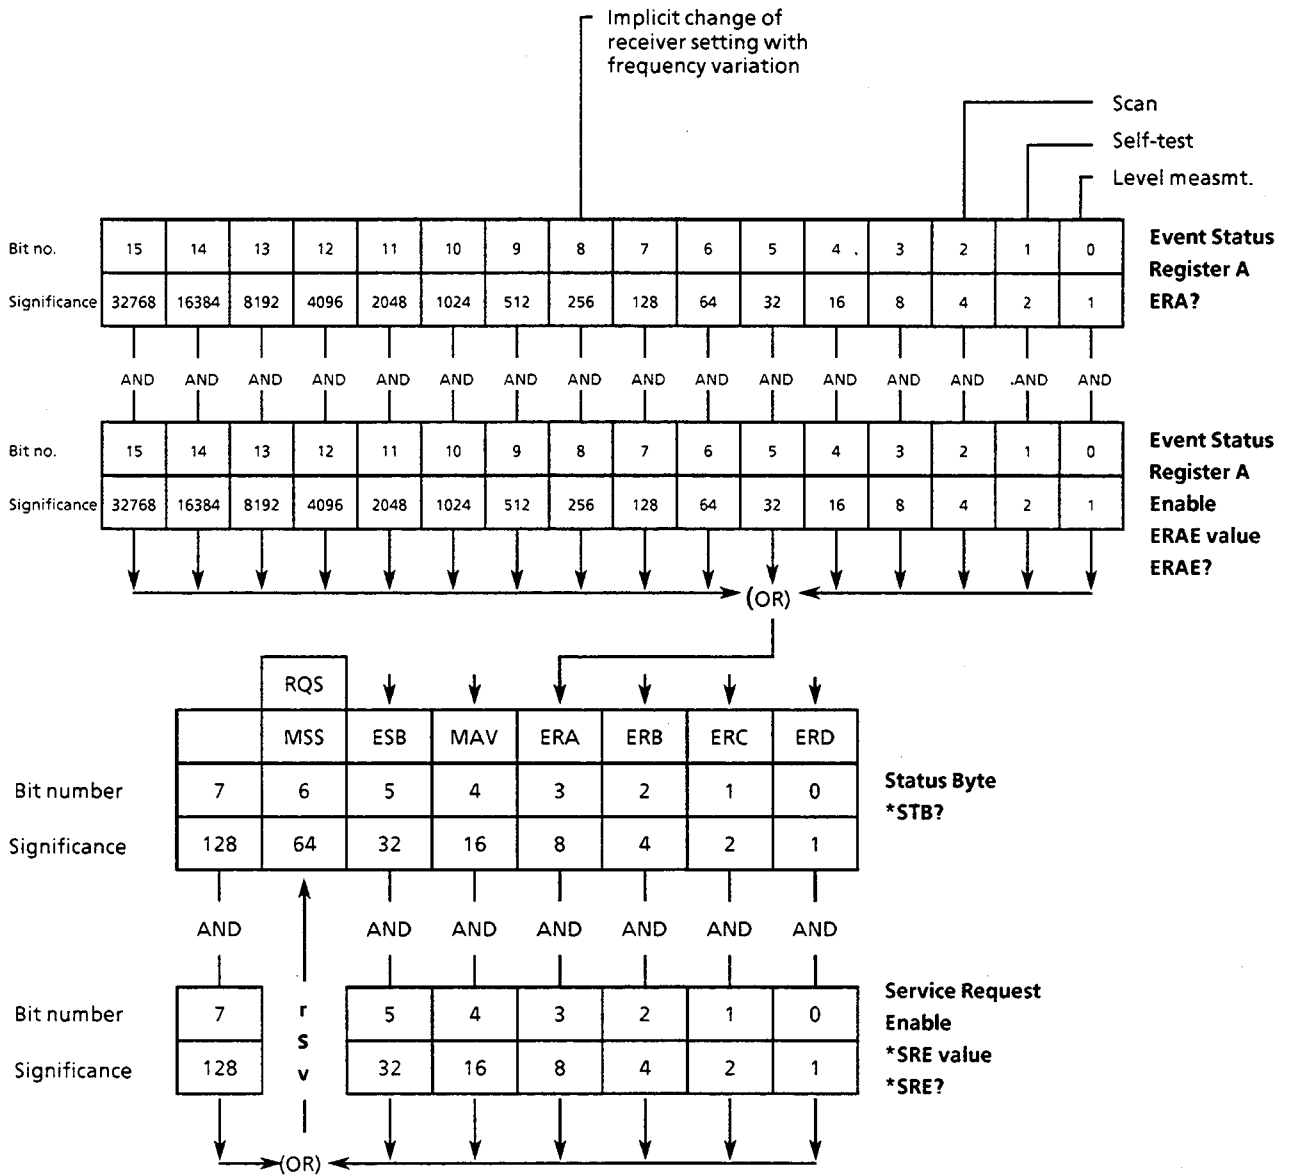 Implicit change of
receiver setting with
frequency variation
Scan
Self-test
Level measmt.
Bit no. 15 14 13 12 11 10 9 8 7 6 5 4 3 2 1 0
Significance 32768 16384 8192 4096 2048 1024 512 256 128 64 32 16 8 4 2 1
Event Status
Register A
ERA?
AND AND AND AND AND AND AND AND AND AND AND AND AND AND AND AND
Bit no. 15 14 13 12 11 10 9 8 7 6 5 4 3 2 1 0
Significance 32768 16384 8192 4096 2048 1024 512 256 128 64 32 16 8 4 2 1
Event Status
Register A
Enable
ERAE value
ERAE?
(OR)
RQS
MSS ESB MAV ERA ERB ERC ERD
Bit number 7 6 5 4 3 2 1 0
Significance 128 64 32 16 8 4 2 1
Status Byte
*STB?
AND AND AND AND AND AND AND
Bit number 7 5 4 3 2 1 0
Significance 128 32 16 8 4 2 1
r
S
v
Service Request
Enable
*SRE value
*SRE?
(OR)